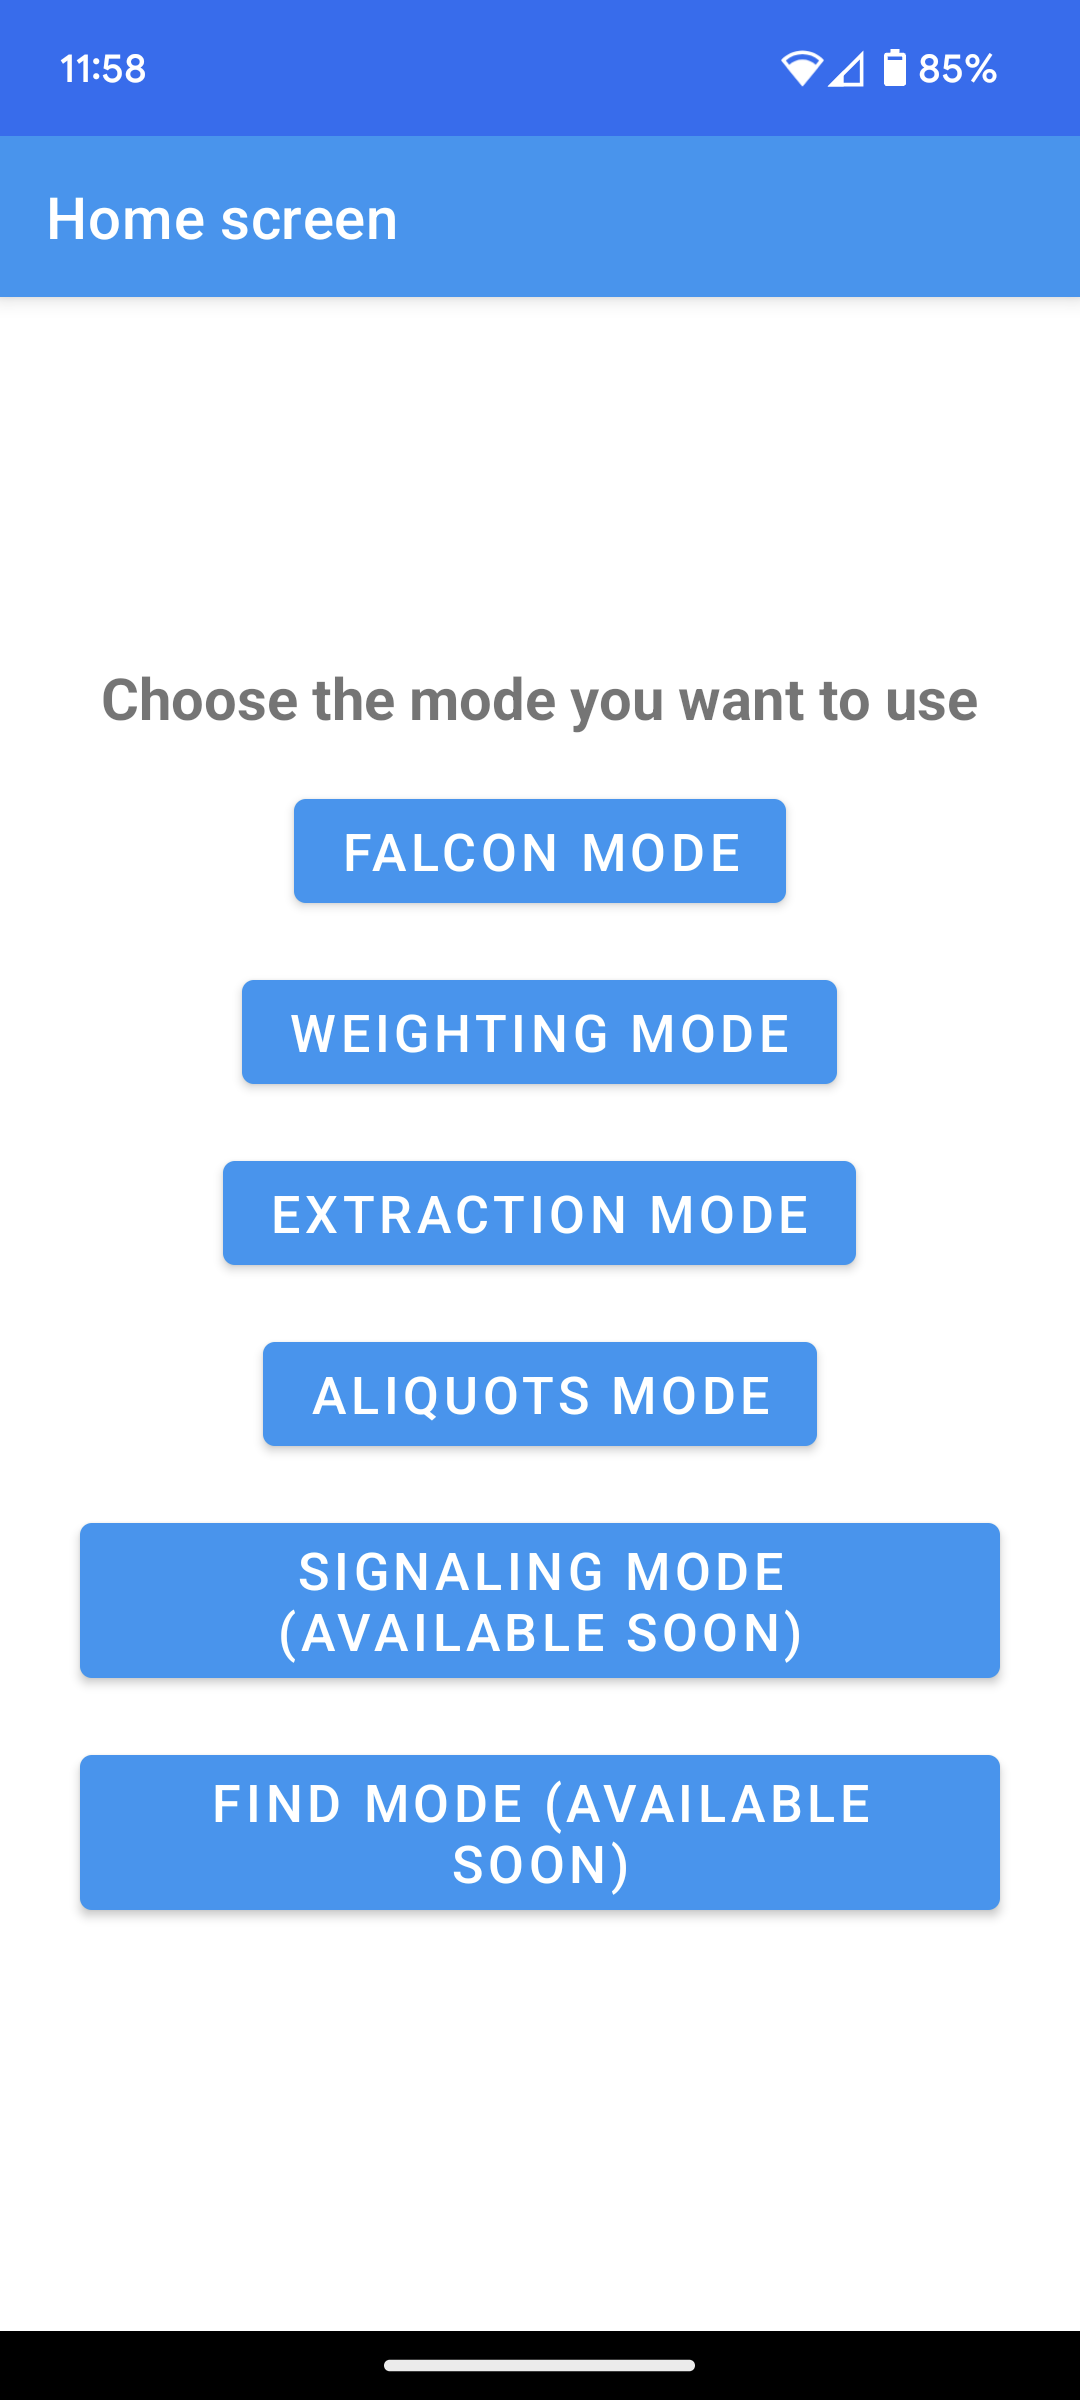 11:58
85%
Home screen
Choose the mode you want to use
FALCON MODE
WEIGHTING MODE
EXTRACTION MODE
ALIQUOTS MODE
SIGNALING MODE
(AVAILABLE SOON)
FIND MODE (AVAILABLE
SOON)